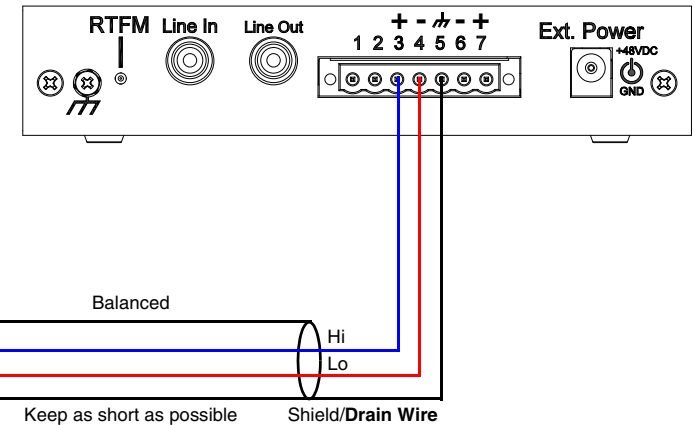 RTFM Line In Line Out + - - + Ext. Power
1 2 3 4 5 6 7 +48VDC
GND
Balanced
Hi
Lo
Keep as short as possible Shield/Drain Wire